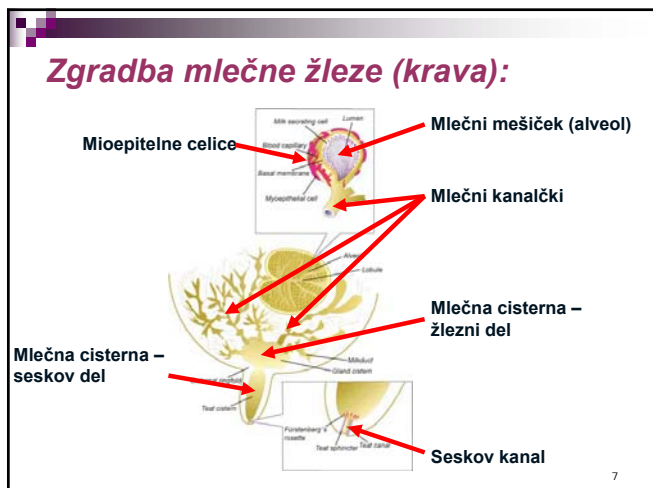 Zgradba mlečne žleze (krava):
Mioepitelne celice
Milk secreting cell
Lumen
Blood capillary
Basal membrane
Myoepithelial cell
Mlečni mešiček (alveol)
Mlečni kanalčki
Lobule
Mlečna cisterna –
žlezni del
Mlečna cisterna –
seskov del
Milkduct
Gland cistern
Teat cistern
Fürstenberg's
rosette
Teat sphincter
Teat canal
Seskov kanal
7